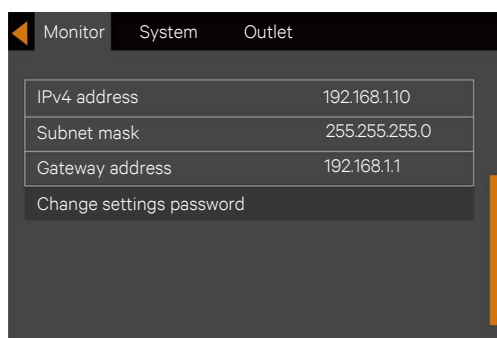 Monitor System Outlet
IPv4 address 192.168.1.10
Subnet mask 255.255.255.0
Gateway address 192.168.1.1
Change settings password